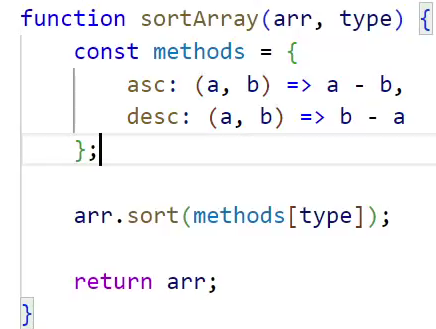 function sortArray(arr, type) {
    const methods = {
        asc: (a, b) => a - b,
        desc: (a, b) => b - a
    };
    arr.sort(methods[type]);
    return arr;
}